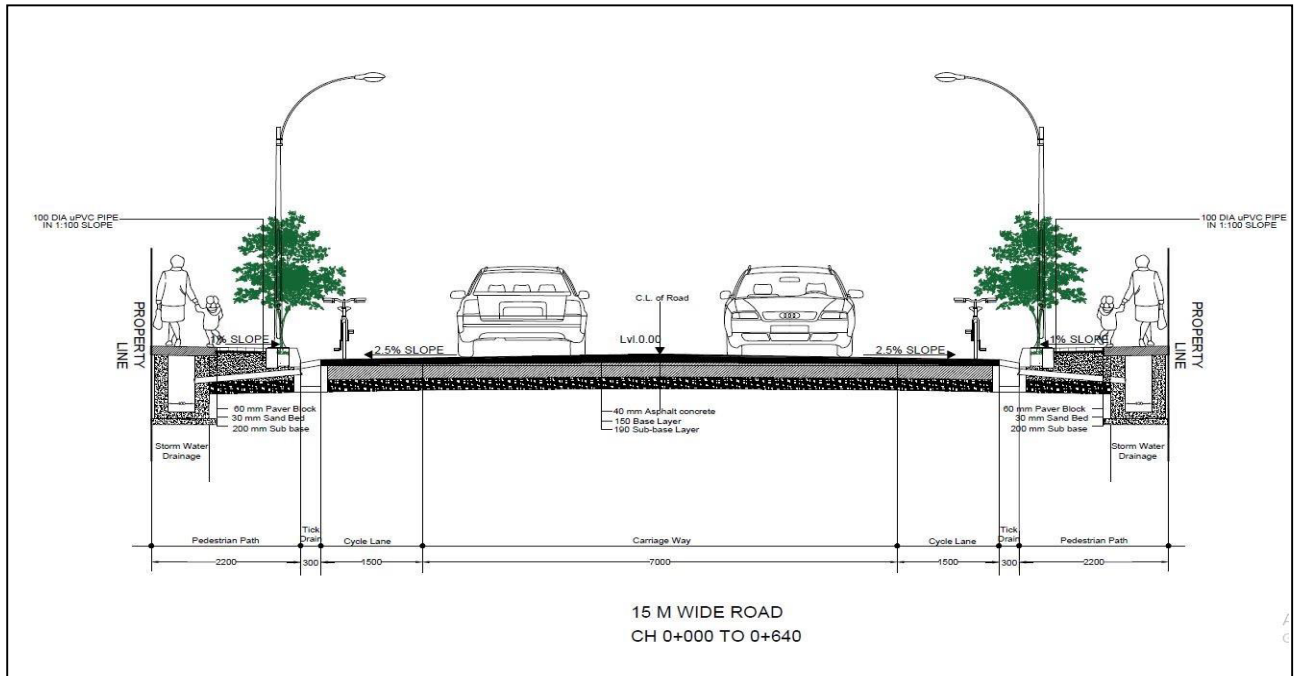 100 DIA uPVC PIPE
IN 1:100 SLOPE
100 DIA uPVC PIPE
IN 1:100 SLOPE
PROPERTY
LINE
C.L. of Road
PROPERTY
LINE
1% SLOPE
Lvl.0.00
1% SLOPE
2.5% SLOPE
2.5% SLOPE
60 mm Paver Block
30 mm Sand Bed
200 mm Sub base
40 mm Asphalt concrete
150 Base Layer
190 Sub-base Layer
60 mm Paver Block
30 mm Sand Bed
200 mm Sub base
Storm Water
Drainage
Storm Water
Drainage
Pedestrian Path
Tick
Drain
Cycle Lane
Carriage Way
Cycle Lane
Tick
Drain
Pedestrian Path
2200
300
1500
7000
1500
300
2200
15 M WIDE ROAD
CH 0+000 TO 0+640